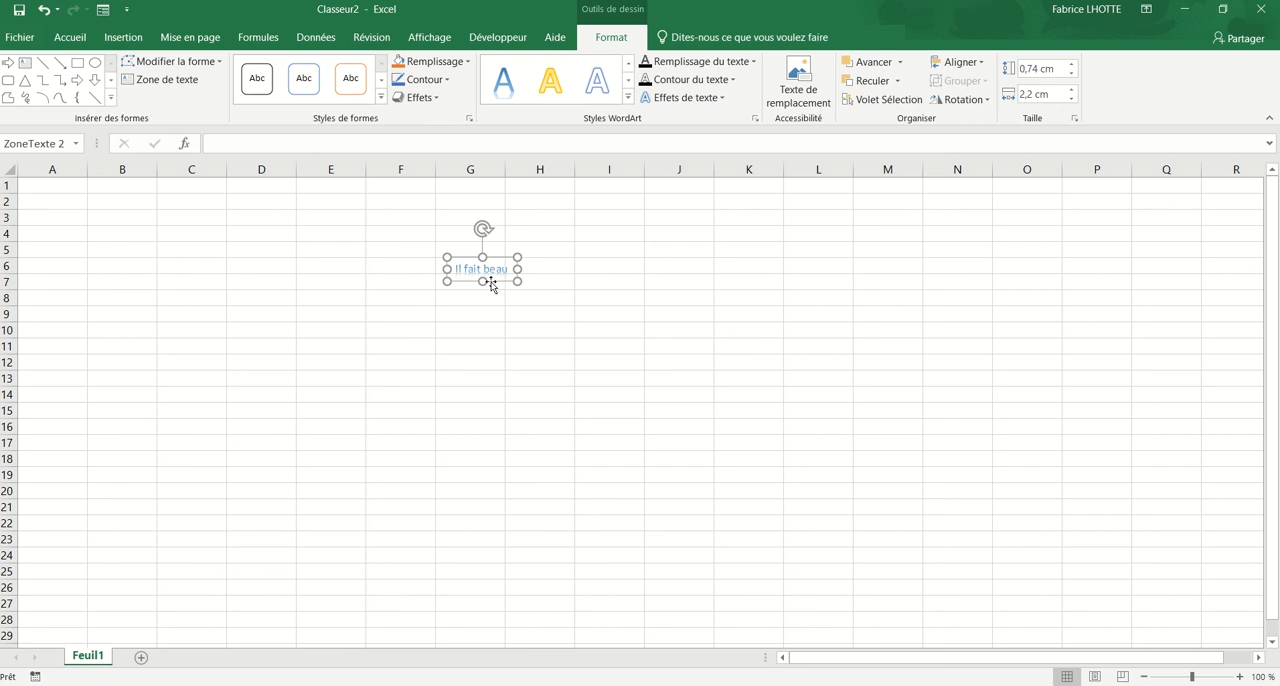 Classeur2 - Excel
Outils de dessin
Fabrice LHOTTE
Fichier Accueil Insertion Mise en page Formules Données Révision Affichage Développeur Aide Format Dites-nous ce que vous voulez faire Partager
Modifier la forme
Zone de texte
Insérer des formes
Abc Abc Abc
Remplissage
Contour
Effets
Styles de formes
A A A
Remplissage du texte
Contour du texte
Effets de texte
Styles WordArt
Texte de
remplacement
Accessibilité
Avancer
Reculer
Volet Sélection
Aligner
Grouper
Rotation
Organiser
0,74 cm
2,2 cm
Taille
ZoneTexte 2 fx
A B C D E F G H I J K L M N O P Q R
1
2
3
4
5
6
Il fait beau
7
8
9
10
11
12
13
14
15
16
17
18
19
20
21
22
23
24
25
26
27
28
29
Feuil1
Prêt
100 %